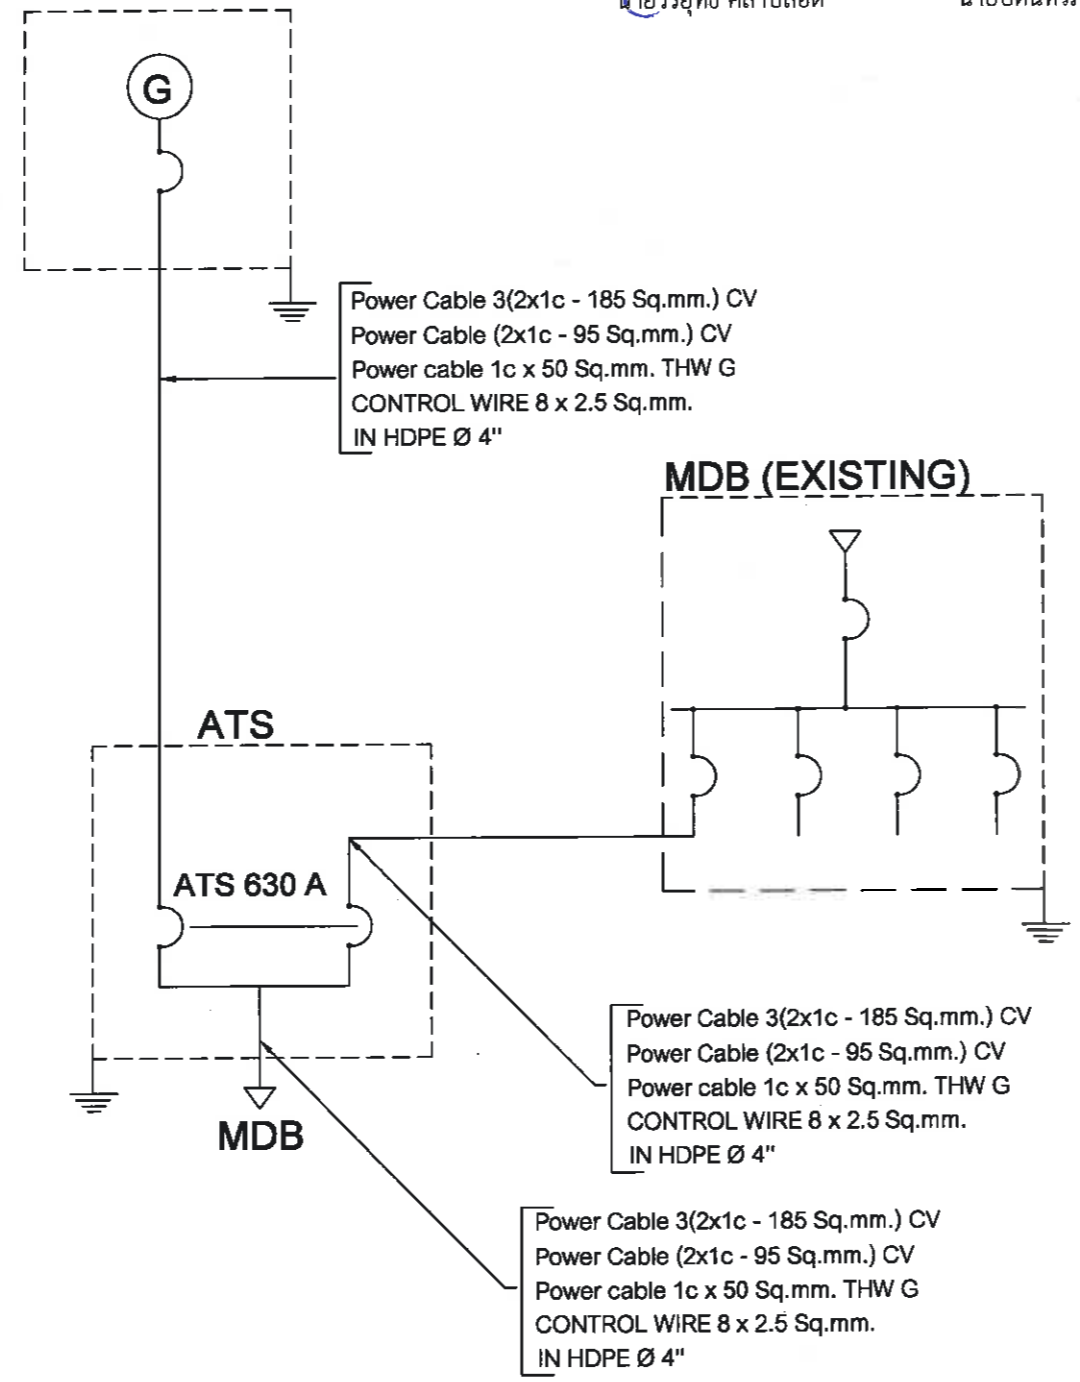 G
Power Cable 3(2x1c - 185 Sq.mm.) CV
Power Cable (2x1c - 95 Sq.mm.) CV
Power cable 1c x 50 Sq.mm. THW G
CONTROL WIRE 8 x 2.5 Sq.mm.
IN HDPE Ø 4"
MDB (EXISTING)
ATS
ATS 630 A
MDB
Power Cable 3(2x1c - 185 Sq.mm.) CV
Power Cable (2x1c - 95 Sq.mm.) CV
Power cable 1c x 50 Sq.mm. THW G
CONTROL WIRE 8 x 2.5 Sq.mm.
IN HDPE Ø 4"
Power Cable 3(2x1c - 185 Sq.mm.) CV
Power Cable (2x1c - 95 Sq.mm.) CV
Power cable 1c x 50 Sq.mm. THW G
CONTROL WIRE 8 x 2.5 Sq.mm.
IN HDPE Ø 4"